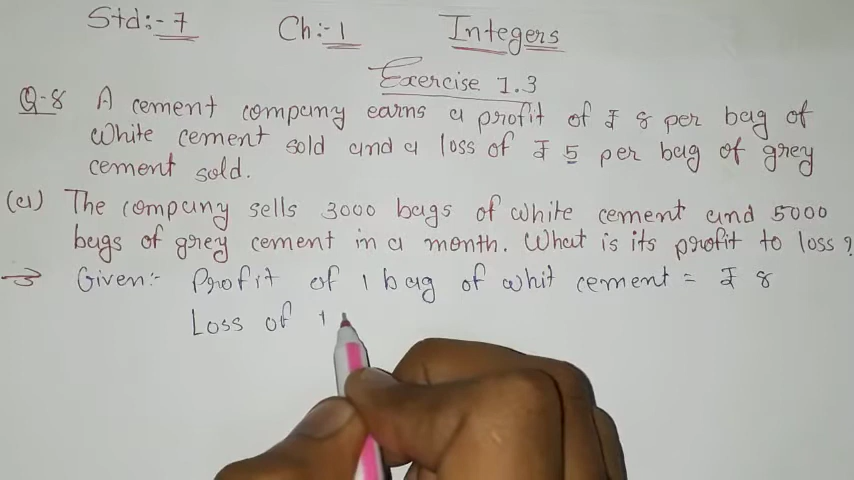 Std:- 7 Ch:- 1 Integers
Exercise 1.3
Q-8 A cement company earns a profit of ₹ 8 per bag of
white cement sold and a loss of ₹ 5 per bag of grey
cement sold.
(a) The company sells 3000 bags of white cement and 5000
bags of grey cement in a month. What is its profit to loss?
→ Given:- Profit of 1 bag of whit cement = ₹ 8
Loss of 1